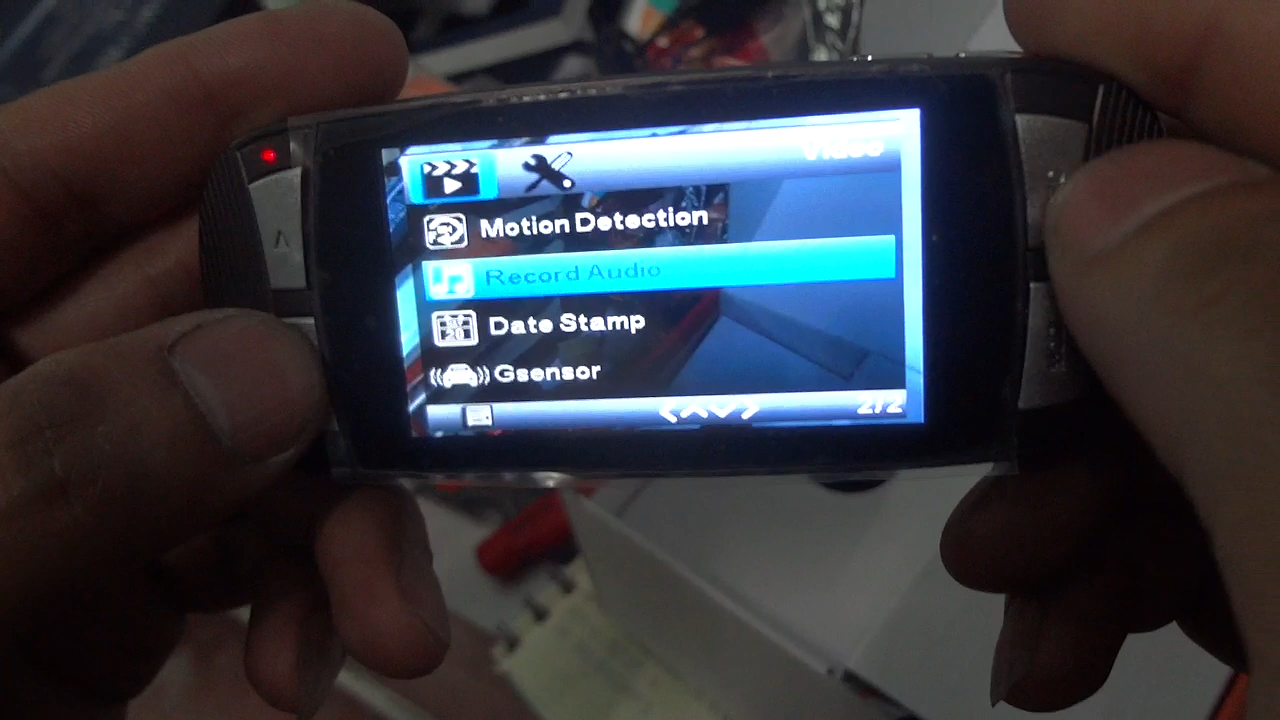 Video
Motion Detection
Record Audio
Date Stamp
Gsensor
2/2